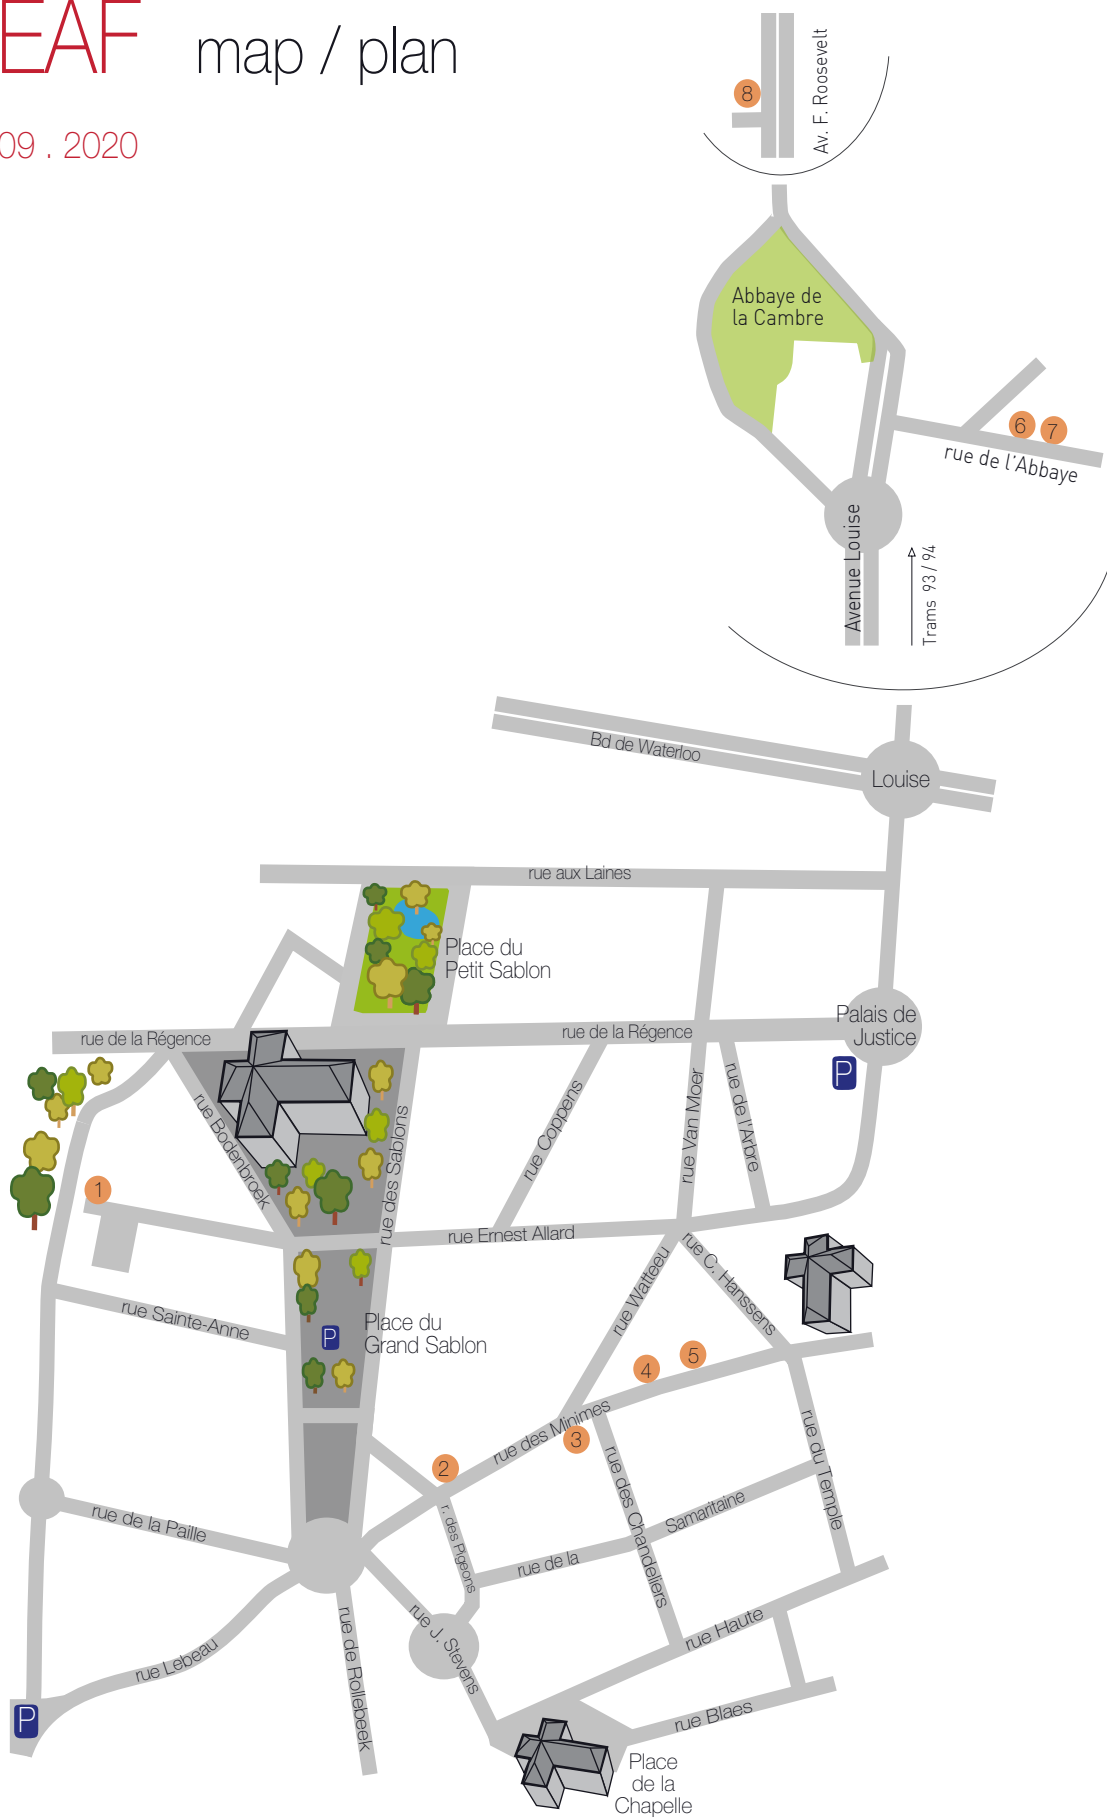 EAF map / plan
09 . 2020
8
Av. F. Roosevelt
Abbaye de
la Cambre
6
7
rue de l'Abbaye
Avenue Louise
Trams 93 / 94
Bd de Waterloo
Louise
rue aux Laines
Place du
Petit Sablon
Palais de
Justice
rue de la Régence
rue de la Régence
P
rue Bodenbroek
rue des Sablons
rue Coppens
rue Van Moer
rue de l'Arbre
1
rue Ernest Allard
rue Sainte-Anne
P
Place du
Grand Sablon
rue Watteeu
rue C. Hanssens
4
5
rue des Minimes
3
2
rue de la Paille
r. des Pigeons
rue de la
Samaritaine
rue des Chandeliers
rue du Temple
rue Lebeau
rue de Rollebeek
rue J. Stevens
rue Haute
rue Blaes
P
Place
de la
Chapelle